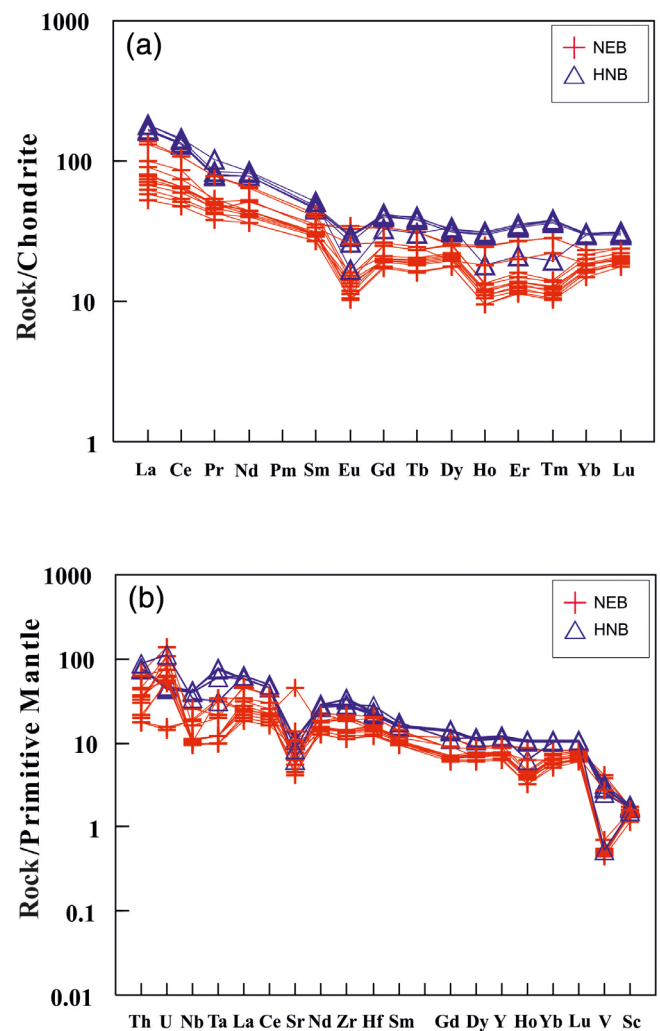 1000
(a)
NEB
HNB
100
Rock/Chondrite
10
1
La Ce Pr Nd Pm Sm Eu Gd Tb Dy Ho Er Tm Yb Lu
1000
(b)
NEB
HNB
100
10
Rock/Primitive Mantle
1
0.1
0.01
Th U Nb Ta La Ce Sr Nd Zr Hf Sm Gd Dy Y Ho Yb Lu V Sc